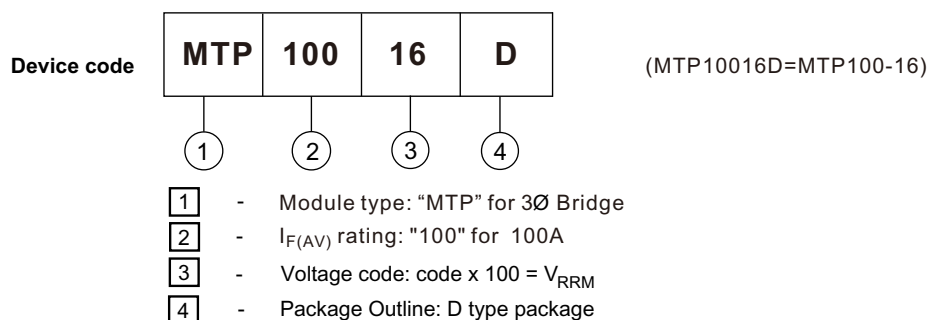 Device code MTP 100 16 D (MTP10016D=MTP100-16)
1 2 3 4
1 - Module type: “MTP” for 3Ø Bridge
2 - IF(AV) rating: "100" for 100A
3 - Voltage code: code x 100 = VRRM
4 - Package Outline: D type package